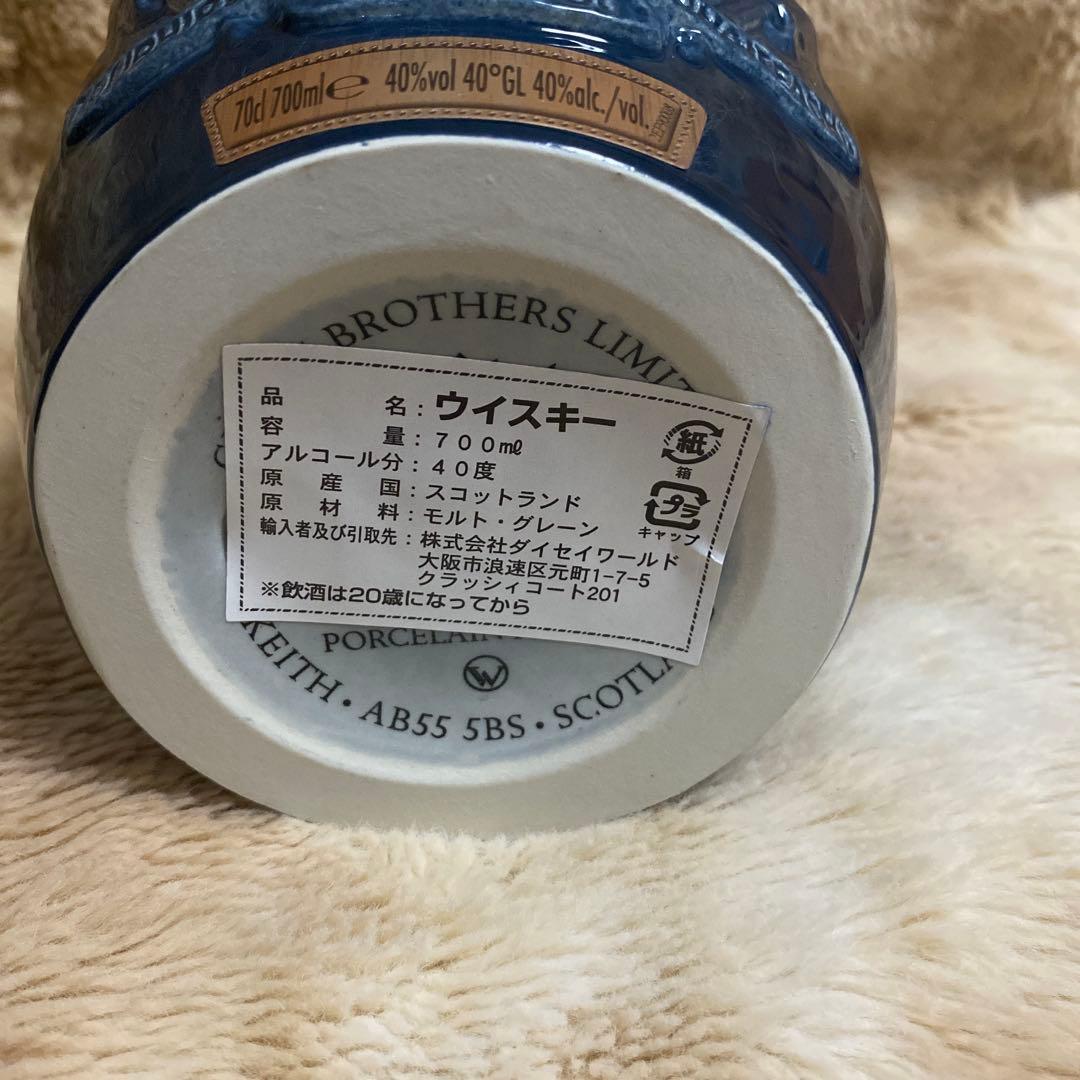 70cl 700ml℮ 40%vol 40°GL 40%alc./vol.
BROTHERS LIMIT
品名：ウイスキー
容量：７００㎖
アルコール分：４０度
原産国：スコットランド
原材料：モルト・グレーン
輸入者及び引取先：株式会社ダイセイワールド
大阪市浪速区元町1-7-5
クラッシィコート201
※飲酒は20歳になってから
紙
箱
プラ
キャップ
PORCELAIN
W
KEITH・AB55 5BS・SCOTLA